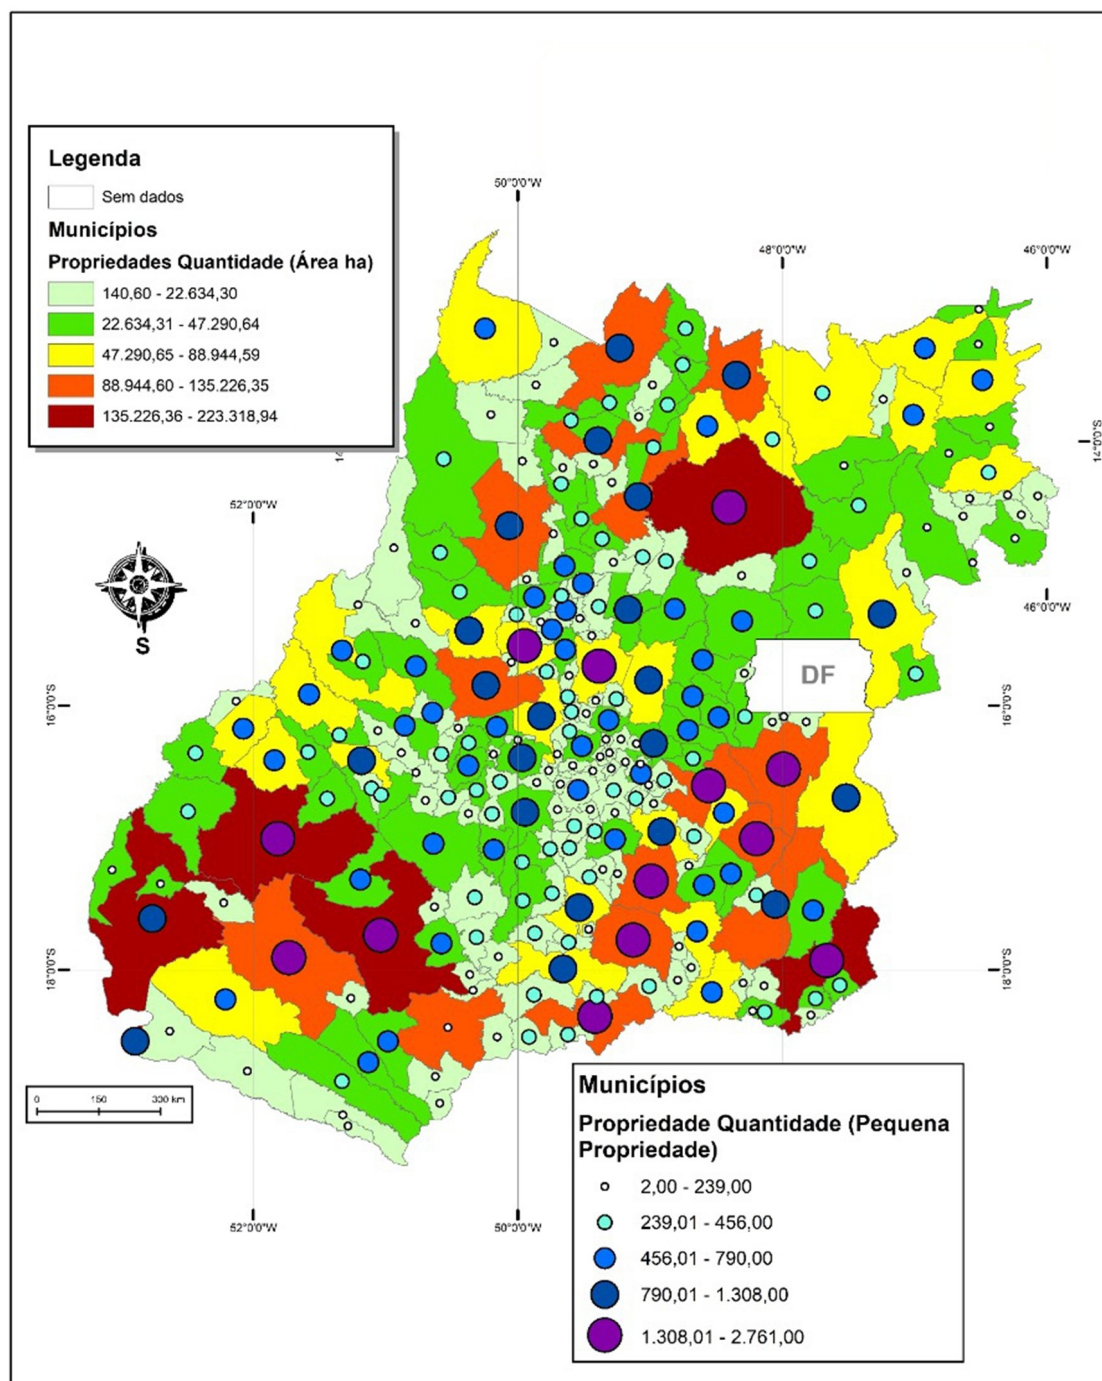 Legenda
Sem dados
Municípios
Propriedades Quantidade (Área ha)
140,60 - 22.634,30
22.634,31 - 47.290,64
47.290,65 - 88.944,59
88.944,60 - 135.226,35
135.226,36 - 223.318,94
50°0'0"W
48°0'0"W
46°0'0"W
14°0'0"S
52°0'0"W
S
46°0'0"W
DF
16°0'0"S
16°0'0"S
18°0'0"S
18°0'0"S
0 150 300 km
52°0'0"W
50°0'0"W
Municípios
Propriedade Quantidade (Pequena
Propriedade)
2,00 - 239,00
239,01 - 456,00
456,01 - 790,00
790,01 - 1.308,00
1.308,01 - 2.761,00